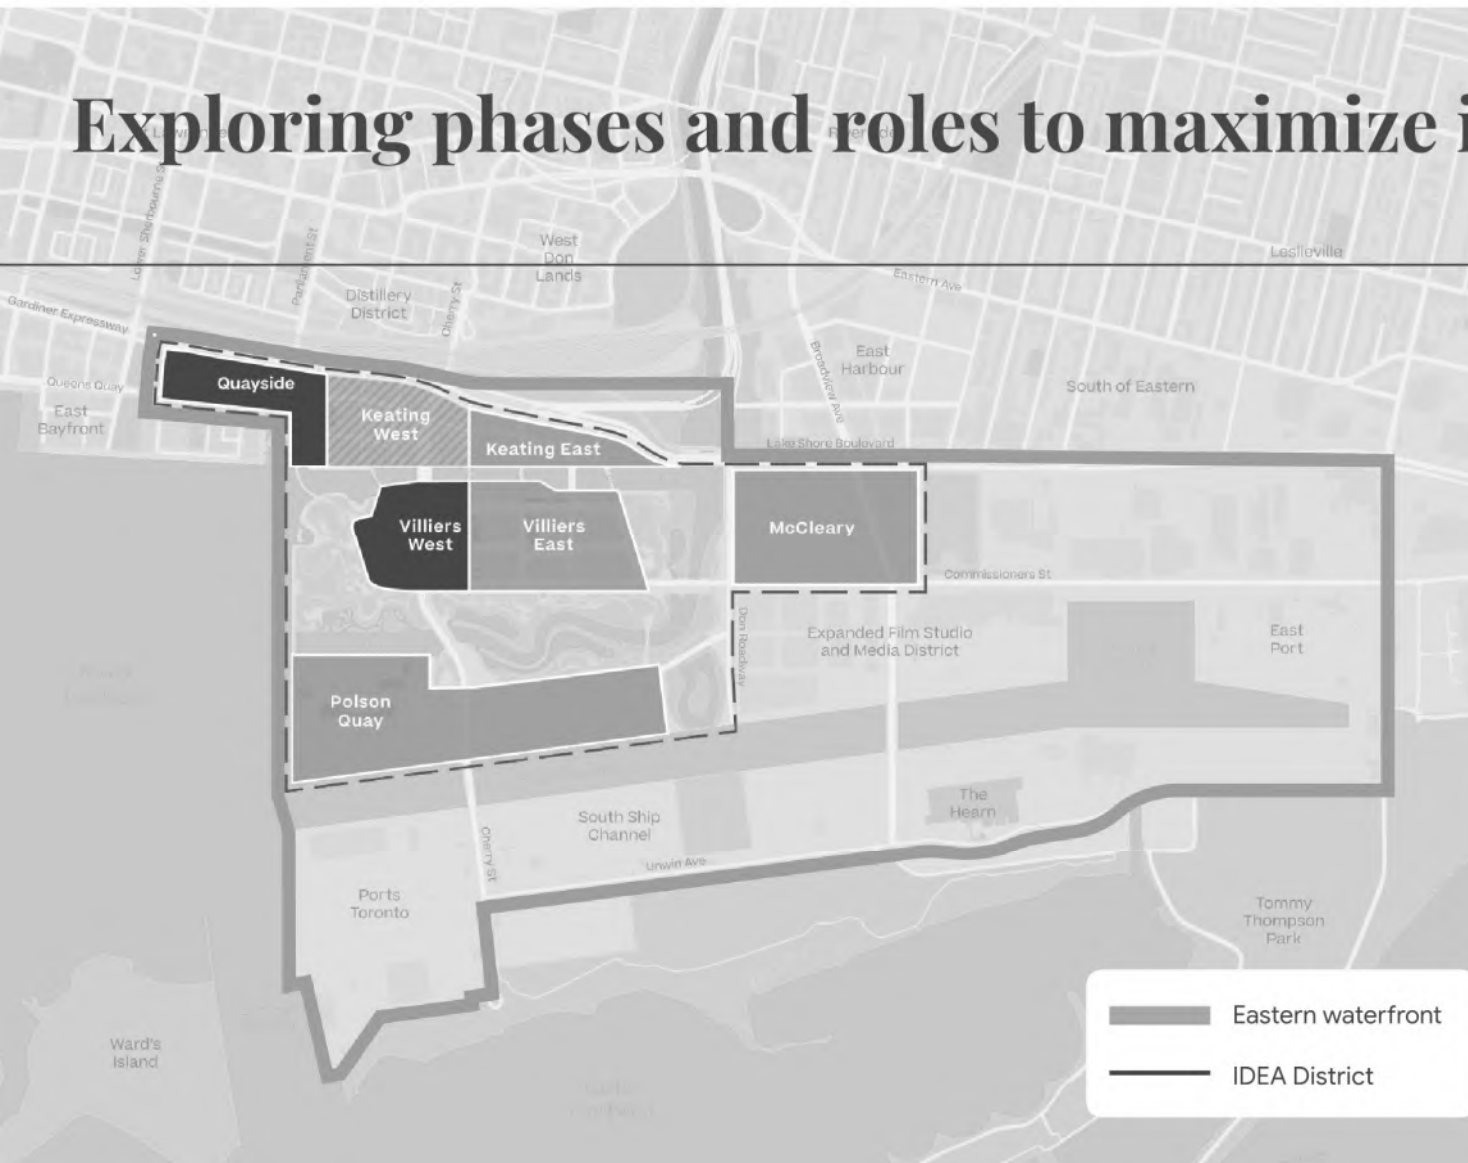 Exploring phases and roles to maximize i
Lower Sherbourne S
Parliament St
West
Don
Lands
Leslieville
Eastern Ave
Gardiner Expressway
Distillery
District
Cherry St
Broadview Ave
East
Harbour
South of Eastern
Queens Quay
East
Bayfront
Quayside
Keating
West
Keating East
Lake Shore Boulevard
Villiers
West
Villiers
East
McCleary
Commissioners St
Don Roadway
Expanded Film Studio
and Media District
East
Port
Polson
Quay
South Ship
Channel
The
Hearn
Cherry St
Unwin Ave
Ports
Toronto
Tommy
Thompson
Park
Ward's
Island
Eastern waterfront
IDEA District